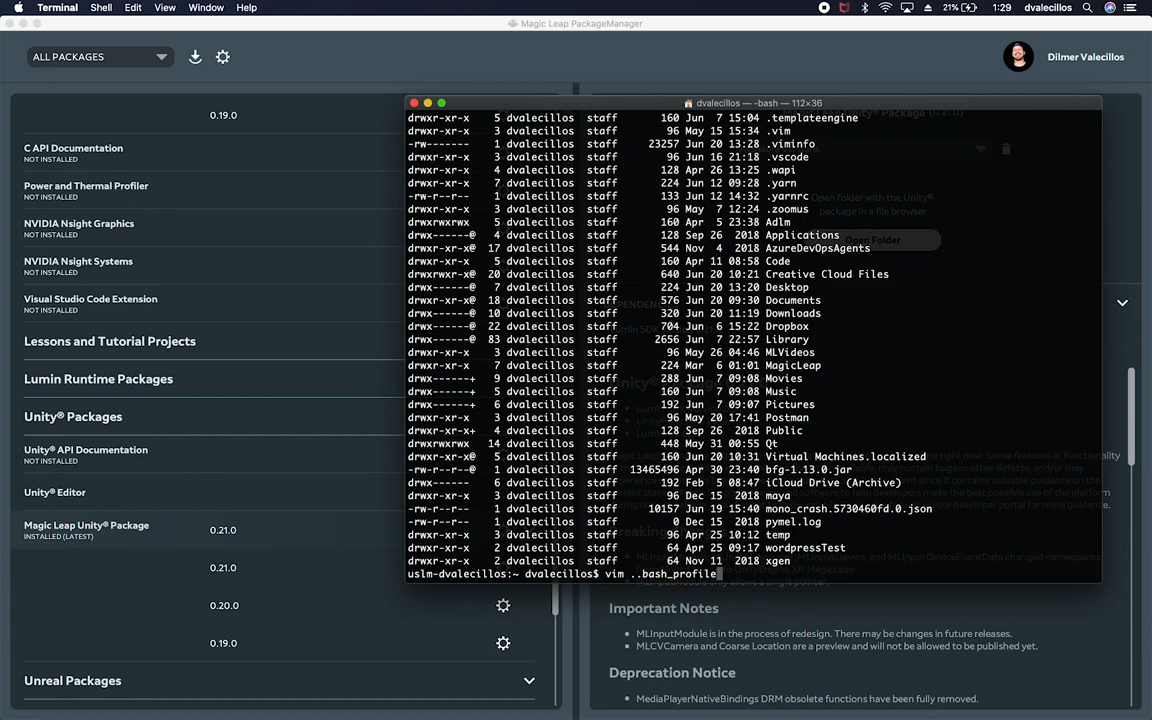 Terminal Shell Edit View Window Help 21% 1:29 dvalecillos
Magic Leap PackageManager
ALL PACKAGES Dilmer Valecillos
0.19.0
C API Documentation
NOT INSTALLED
Power and Thermal Profiler
NOT INSTALLED
NVIDIA Nsight Graphics
NOT INSTALLED
NVIDIA Nsight Systems
NOT INSTALLED
Visual Studio Code Extension
NOT INSTALLED
Lessons and Tutorial Projects
Lumin Runtime Packages
Unity® Packages
Unity® API Documentation
NOT INSTALLED
Unity® Editor
Magic Leap Unity® Package 0.21.0
INSTALLED (LATEST)
0.21.0
0.20.0
0.19.0
Unreal Packages
dvalecillos — -bash — 112×36
drwxr-xr-x 5 dvalecillos staff 160 Jun 7 15:04 .templateengine
drwxr-xr-x 3 dvalecillos staff 96 May 15 15:34 .vim
-rw------- 1 dvalecillos staff 23257 Jun 20 13:28 .viminfo
drwxr-xr-x 3 dvalecillos staff 96 Jun 16 21:18 .vscode
drwxr-xr-x 4 dvalecillos staff 128 Apr 26 13:25 .wapi
drwxr-xr-x 7 dvalecillos staff 224 Jun 12 09:28 .yarn
-rw-r--r-- 1 dvalecillos staff 133 Jun 12 14:32 .yarnrc
drwxr-xr-x 3 dvalecillos staff 96 May 7 12:24 .zoomus
drwxrwxrwx 5 dvalecillos staff 160 Apr 5 23:38 Adlm
drwx------@ 4 dvalecillos staff 128 Sep 26 2018 Applications
drwxr-xr-x@ 17 dvalecillos staff 544 Nov 4 2018 AzureDevOpsAgents
drwxr-xr-x 5 dvalecillos staff 160 Apr 11 08:58 Code
drwxrwxr-x@ 20 dvalecillos staff 640 Jun 20 10:21 Creative Cloud Files
drwx------@ 7 dvalecillos staff 224 Jun 20 13:20 Desktop
drwxr-xr-x@ 18 dvalecillos staff 576 Jun 20 09:30 Documents
drwx------@ 10 dvalecillos staff 320 Jun 20 11:19 Downloads
drwx------@ 22 dvalecillos staff 704 Jun 6 15:22 Dropbox
drwx------@ 83 dvalecillos staff 2656 Jun 7 22:57 Library
drwxr-xr-x 3 dvalecillos staff 96 May 26 04:46 MLVideos
drwxr-xr-x 7 dvalecillos staff 224 Mar 6 01:01 MagicLeap
drwx------+ 9 dvalecillos staff 288 Jun 7 09:08 Movies
drwx------+ 5 dvalecillos staff 160 Jun 7 09:08 Music
drwx------+ 6 dvalecillos staff 192 Jun 7 09:07 Pictures
drwxr-xr-x 3 dvalecillos staff 96 May 20 17:41 Postman
drwxr-xr-x+ 4 dvalecillos staff 128 Sep 26 2018 Public
drwxrwxrwx 14 dvalecillos staff 448 May 31 00:55 Qt
drwxr-xr-x@ 5 dvalecillos staff 160 Jun 20 10:31 Virtual Machines.localized
-rw-r--r--@ 1 dvalecillos staff 13465496 Apr 30 23:40 bfg-1.13.0.jar
drwx------ 6 dvalecillos staff 192 Feb 5 08:47 iCloud Drive (Archive)
drwxr-xr-x 3 dvalecillos staff 96 Dec 15 2018 maya
-rw-r--r-- 1 dvalecillos staff 10157 Jun 19 15:40 mono_crash.5730460fd.0.json
-rw-r--r-- 1 dvalecillos staff 0 Dec 15 2018 pymel.log
drwxr-xr-x 3 dvalecillos staff 96 Apr 12 10:12 temp
drwxr-xr-x 2 dvalecillos staff 64 Apr 25 09:17 wordpressTest
drwxr-xr-x 2 dvalecillos staff 64 Nov 11 2018 xgen
uslm-dvalecillos:~ dvalecillos$ vim ..bash_profile
Open folder with the Unity®
package in a file browser
Open Folder
Important Notes
MLInputModule is in the process of redesign. There may be changes in future releases.
MLCVCamera and Coarse Location are a preview and will not be allowed to be published yet.
Deprecation Notice
MediaPlayerNativeBindings DRM obsolete functions have been fully removed.